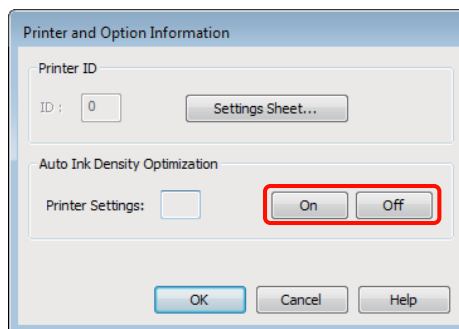 Printer and Option Information
Printer ID
ID : 0 Settings Sheet...
Auto Ink Density Optimization
Printer Settings: On Off
OK Cancel Help